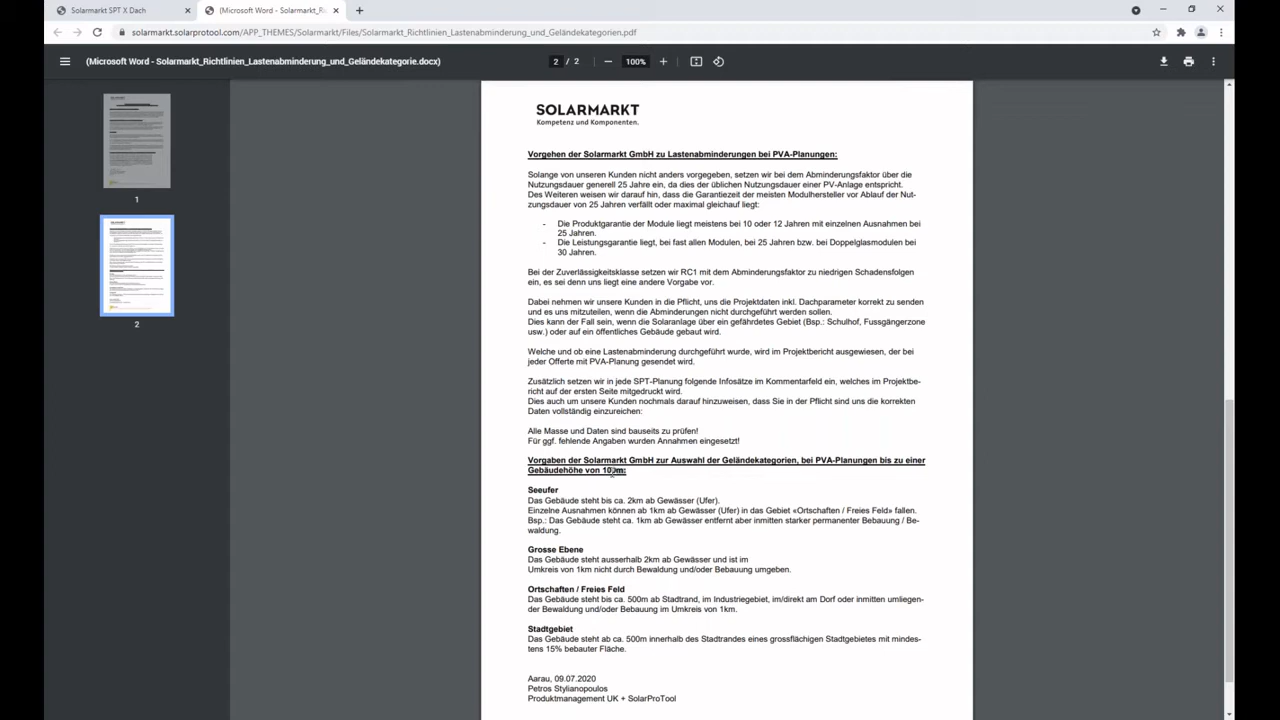 Solarmarkt SPT X Dach
(Microsoft Word - Solarmarkt_Ri
solarmarkt.solarprotool.com/APP_THEMES/Solarmarkt/Files/Solarmarkt_Richtlinien_Lastenabminderung_und_Geländekategorien.pdf
(Microsoft Word - Solarmarkt_Richtlinien_Lastenabminderung_und_Geländekategorie.docx)
2 / 2
100%
1
2
SOLARMARKT
Kompetenz und Komponenten.
Vorgehen der Solarmarkt GmbH zu Lastenabminderungen bei PVA-Planungen:
Solange von unseren Kunden nicht anders vorgegeben, setzen wir bei dem Abminderungsfaktor über die
Nutzungsdauer generell 25 Jahre ein, da dies der üblichen Nutzungsdauer einer PV-Anlage entspricht.
Des Weiteren weisen wir darauf hin, dass die Garantiezeit der meisten Modulhersteller vor Ablauf der Nut-
zungsdauer von 25 Jahren verfällt oder maximal gleichauf liegt:
- Die Produktgarantie der Module liegt meistens bei 10 oder 12 Jahren mit einzelnen Ausnahmen bei
25 Jahren.
- Die Leistungsgarantie liegt, bei fast allen Modulen, bei 25 Jahren bzw. bei Doppelglasmodulen bei
30 Jahren.
Bei der Zuverlässigkeitsklasse setzen wir RC1 mit dem Abminderungsfaktor zu niedrigen Schadensfolgen
ein, es sei denn uns liegt eine andere Vorgabe vor.
Dabei nehmen wir unsere Kunden in die Pflicht, uns die Projektdaten inkl. Dachparameter korrekt zu senden
und es uns mitzuteilen, wenn die Abminderungen nicht durchgeführt werden sollen.
Dies kann der Fall sein, wenn die Solaranlage über ein gefährdetes Gebiet (Bsp.: Schulhof, Fussgängerzone
usw.) oder auf ein öffentliches Gebäude gebaut wird.
Welche und ob eine Lastenabminderung durchgeführt wurde, wird im Projektbericht ausgewiesen, der bei
jeder Offerte mit PVA-Planung gesendet wird.
Zusätzlich setzen wir in jede SPT-Planung folgende Infosätze im Kommentarfeld ein, welches im Projektbe-
richt auf der ersten Seite mitgedruckt wird.
Dies auch um unsere Kunden nochmals darauf hinzuweisen, dass Sie in der Pflicht sind uns die korrekten
Daten vollständig einzureichen:
Alle Masse und Daten sind bauseits zu prüfen!
Für ggf. fehlende Angaben wurden Annahmen eingesetzt!
Vorgaben der Solarmarkt GmbH zur Auswahl der Geländekategorien, bei PVA-Planungen bis zu einer
Gebäudehöhe von 100m:
Seeufer
Das Gebäude steht bis ca. 2km ab Gewässer (Ufer).
Einzelne Ausnahmen können ab 1km ab Gewässer (Ufer) in das Gebiet «Ortschaften / Freies Feld» fallen.
Bsp.: Das Gebäude steht ca. 1km ab Gewässer entfernt aber inmitten starker permanenter Bebauung / Be-
waldung.
Grosse Ebene
Das Gebäude steht ausserhalb 2km ab Gewässer und ist im
Umkreis von 1km nicht durch Bewaldung und/oder Bebauung umgeben.
Ortschaften / Freies Feld
Das Gebäude steht bis ca. 500m ab Stadtrand, im Industriegebiet, im/direkt am Dorf oder inmitten umliegen-
der Bewaldung und/oder Bebauung im Umkreis von 1km.
Stadtgebiet
Das Gebäude steht ab ca. 500m innerhalb des Stadtrandes eines grossflächigen Stadtgebietes mit mindes-
tens 15% bebauter Fläche.
Aarau, 09.07.2020
Petros Stylianopoulos
Produktmanagement UK + SolarProTool